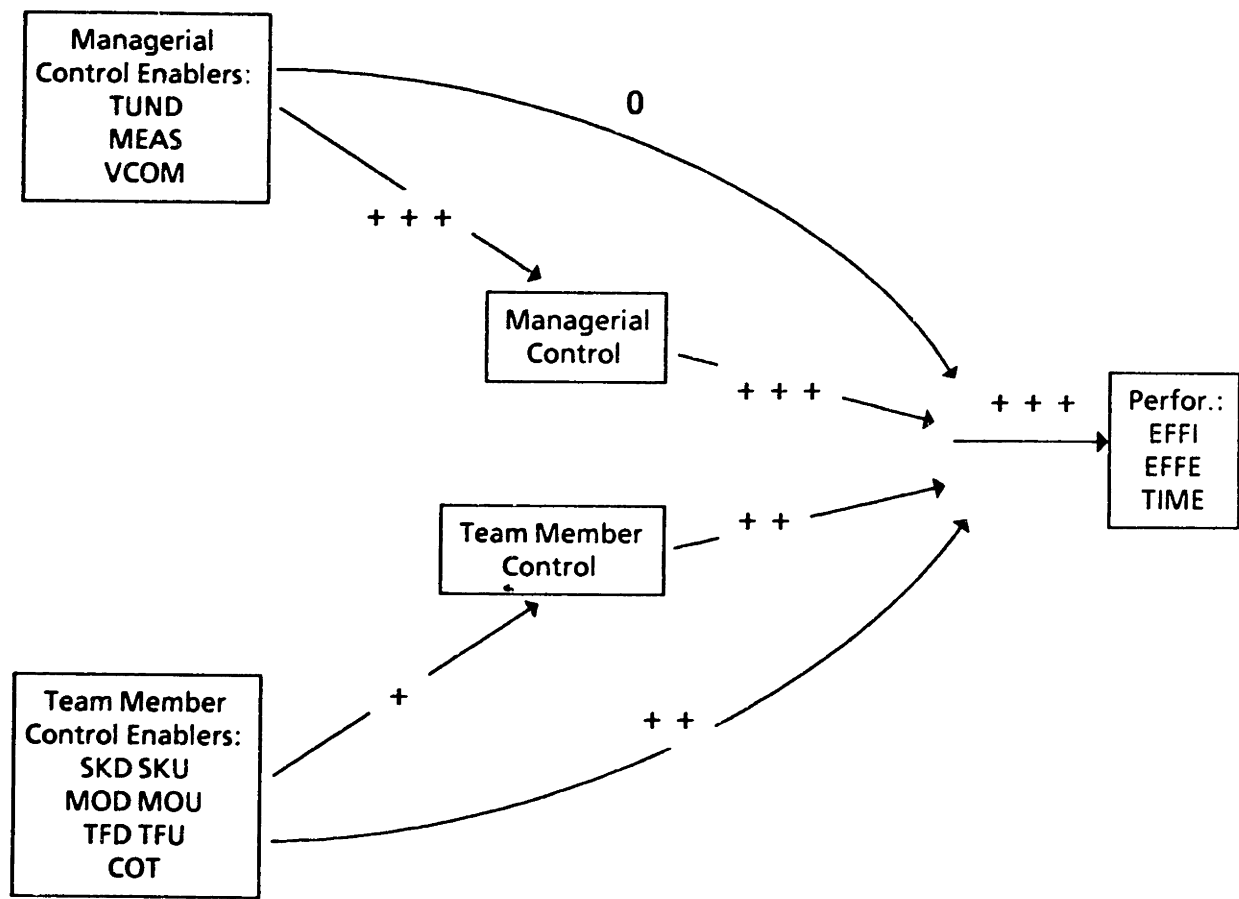 Managerial
Control Enablers:
TUND
MEAS
VCOM
0
+ + +
Managerial
Control
+ + +
+ + +
Perfor.:
EFFI
EFFE
TIME
Team Member
Control
+ +
+
+ +
Team Member
Control Enablers:
SKD SKU
MOD MOU
TFD TFU
COT